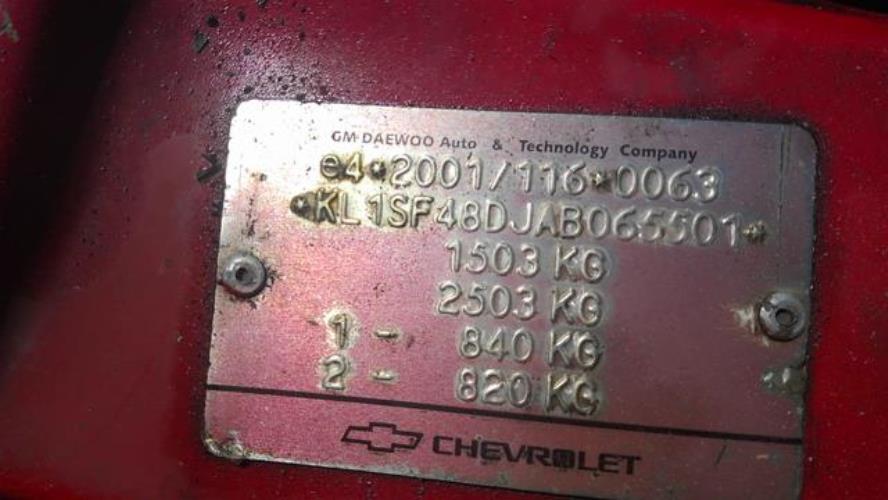 GM DAEWOO Auto & Technology Company
e4*2001/116*0063
*KL1SF48DJAB065501*
1503 KG
2503 KG
1 - 840 KG
2 - 820 KG
CHEVROLET